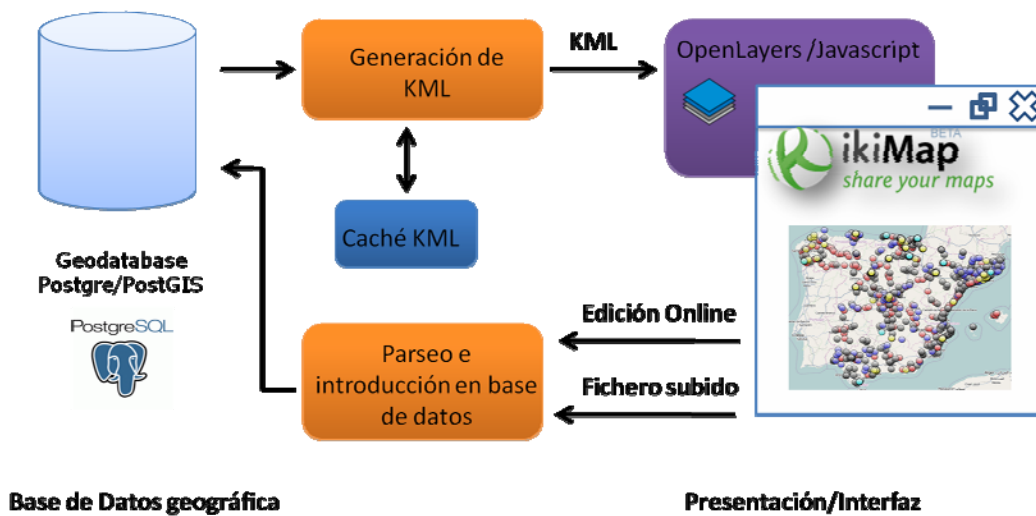 Generación de
KML
KML
OpenLayers /Javascript
BETA
ikiMap
share your maps
Caché KML
Geodatabase
Postgre/PostGIS
PostgreSQL
Edición Online
Parseo e
introducción en base
de datos
Fichero subido
Base de Datos geográfica
Presentación/Interfaz